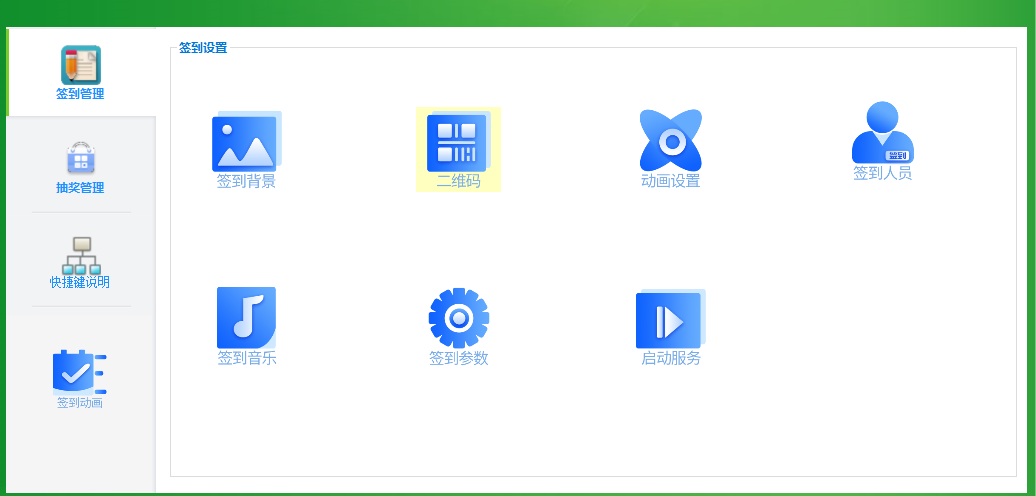 签到设置
签到管理
抽奖管理
快捷键说明
签到动画
签到背景
二维码
动画设置
签到
签到人员
签到音乐
签到参数
启动服务